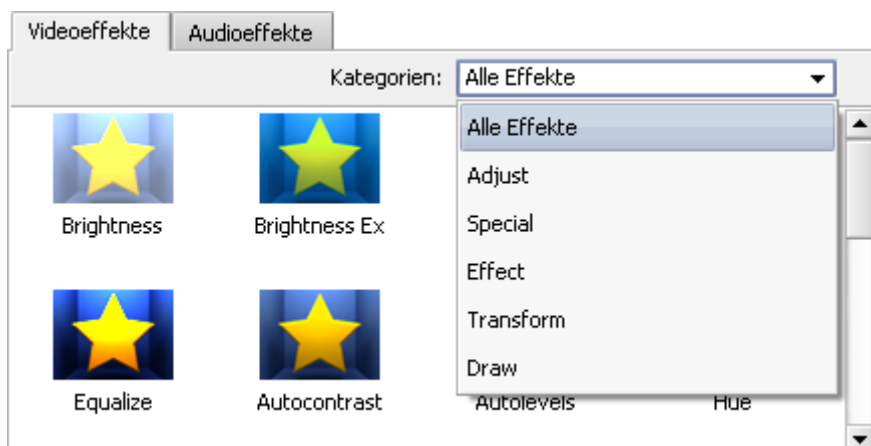 Videoeffekte Audioeffekte
Kategorien: Alle Effekte
Alle Effekte
Adjust
Special
Effect
Transform
Draw
Brightness Brightness Ex
Equalize Autocontrast Autolevels Hue